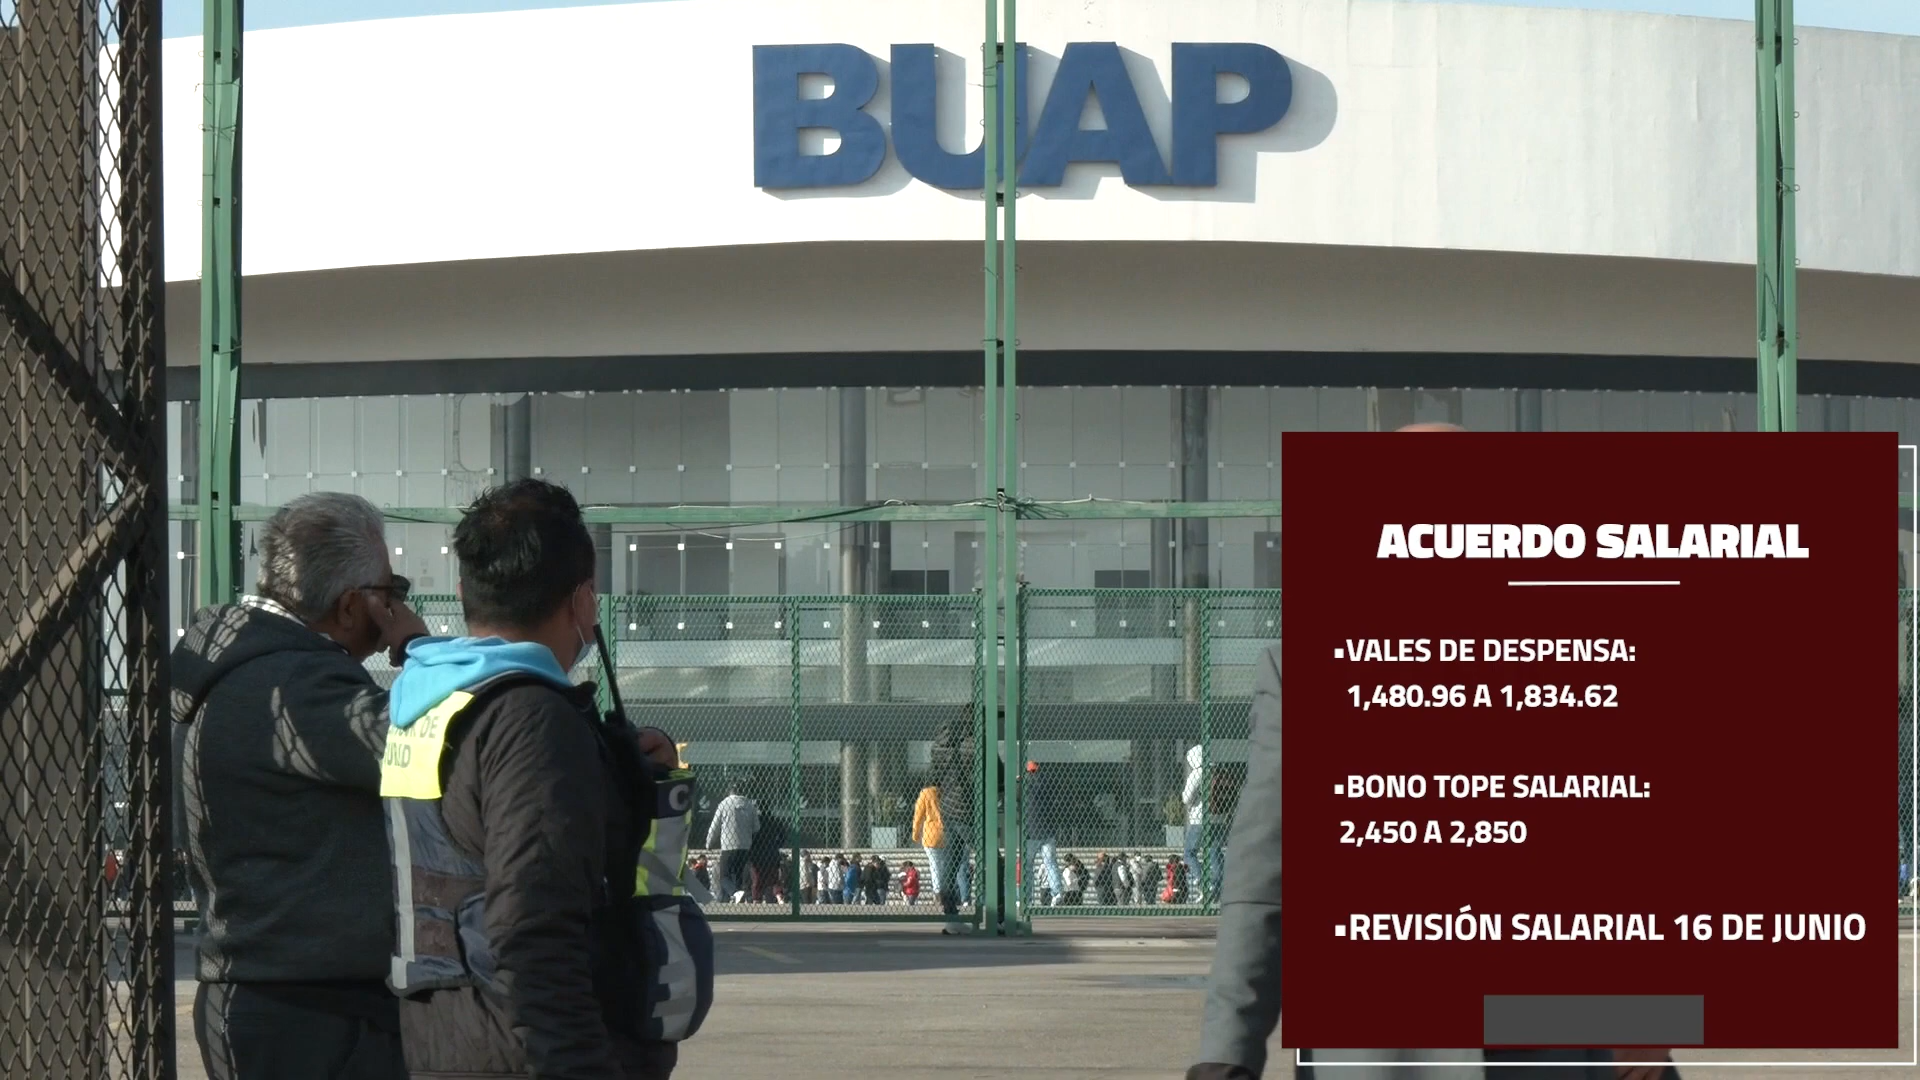 BUAP
DE
C
ACUERDO SALARIAL
▪VALES DE DESPENSA:
1,480.96 A 1,834.62
▪BONO TOPE SALARIAL:
2,450 A 2,850
▪REVISIÓN SALARIAL 16 DE JUNIO